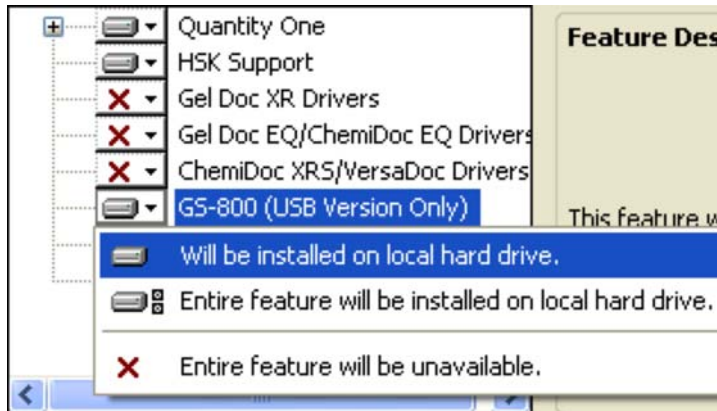 Quantity One
Feature Des
HSK Support
Gel Doc XR Drivers
Gel Doc EQ/ChemiDoc EQ Drivers
ChemiDoc XRS/VersaDoc Drivers
GS-800 (USB Version Only)
This feature w
Will be installed on local hard drive.
Entire feature will be installed on local hard drive.
Entire feature will be unavailable.